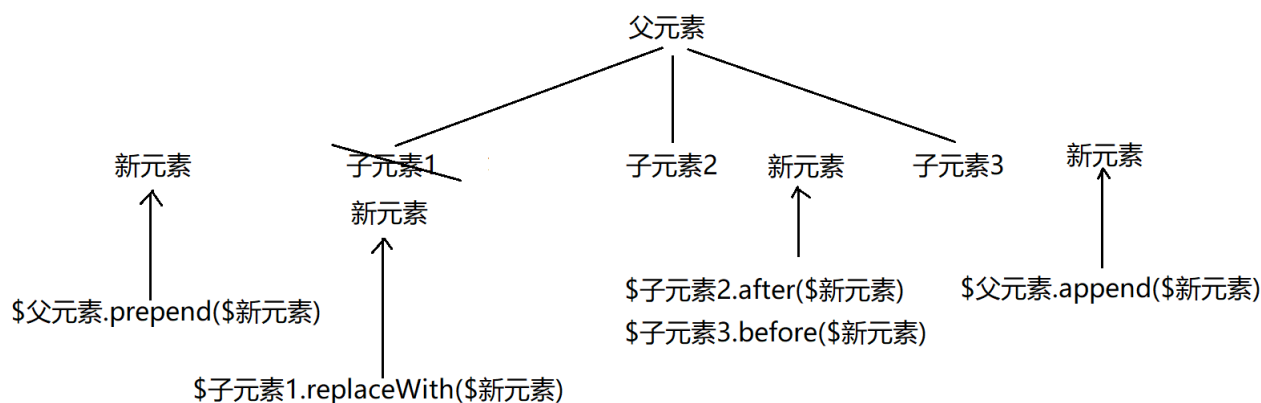 父元素
新元素
子元素1
子元素2
新元素
子元素3
新元素
新元素
$父元素.prepend($新元素)
$子元素2.after($新元素)
$父元素.append($新元素)
$子元素3.before($新元素)
$子元素1.replaceWith($新元素)